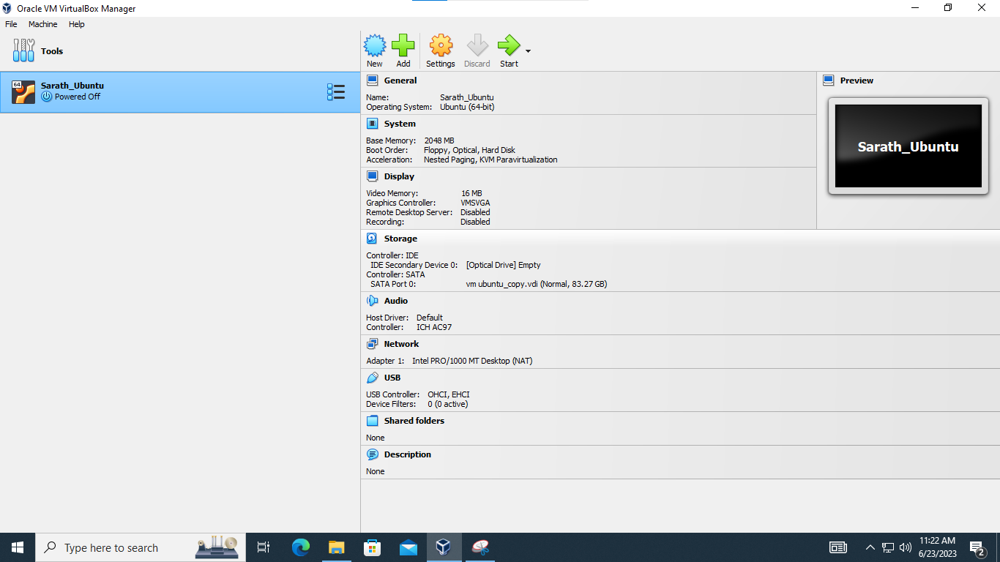 Oracle VM VirtualBox Manager
File Machine Help
Tools
New Add Settings Discard Start
64
Sarath_Ubuntu
Powered Off
General
Name: Sarath_Ubuntu
Operating System: Ubuntu (64-bit)
Preview
Sarath_Ubuntu
System
Base Memory: 2048 MB
Boot Order: Floppy, Optical, Hard Disk
Acceleration: Nested Paging, KVM Paravirtualization
Display
Video Memory: 16 MB
Graphics Controller: VMSVGA
Remote Desktop Server: Disabled
Recording: Disabled
Storage
Controller: IDE
IDE Secondary Device 0: [Optical Drive] Empty
Controller: SATA
SATA Port 0: vm ubuntu_copy.vdi (Normal, 83.27 GB)
Audio
Host Driver: Default
Controller: ICH AC97
Network
Adapter 1: Intel PRO/1000 MT Desktop (NAT)
USB
USB Controller: OHCI, EHCI
Device Filters: 0 (0 active)
Shared folders
None
Description
None
Type here to search
11:22 AM
6/23/2023
2